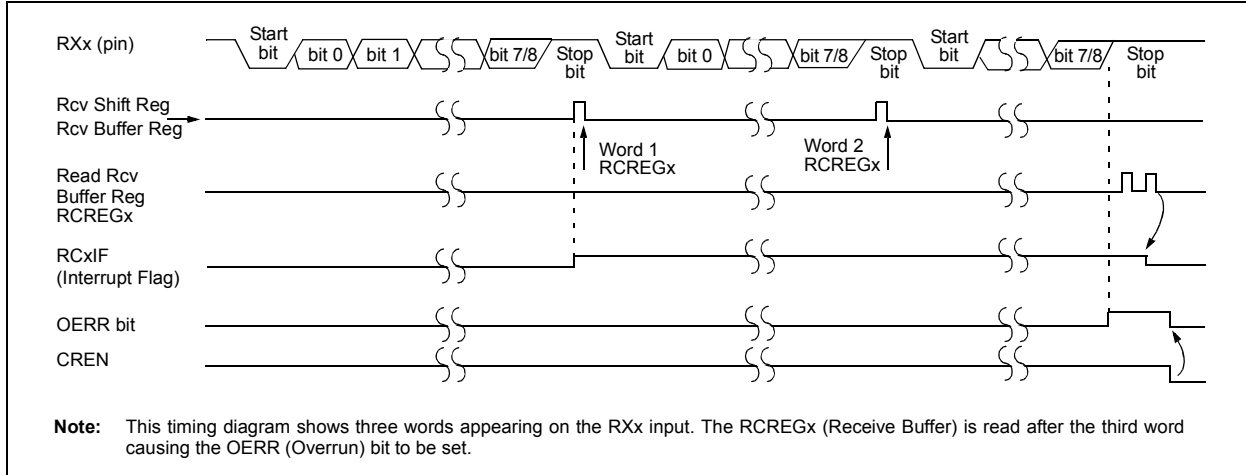 RXx (pin)
Start bit
bit 0
bit 1
bit 7/8
Stop bit
Start bit
bit 0
bit 7/8
Stop bit
Start bit
bit 7/8
Stop bit
Rcv Shift Reg
Rcv Buffer Reg
Word 1
RCREGx
Word 2
RCREGx
Read Rcv
Buffer Reg
RCREGx
RCxIF
(Interrupt Flag)
OERR bit
CREN
Note: This timing diagram shows three words appearing on the RXx input. The RCREGx (Receive Buffer) is read after the third word
causing the OERR (Overrun) bit to be set.